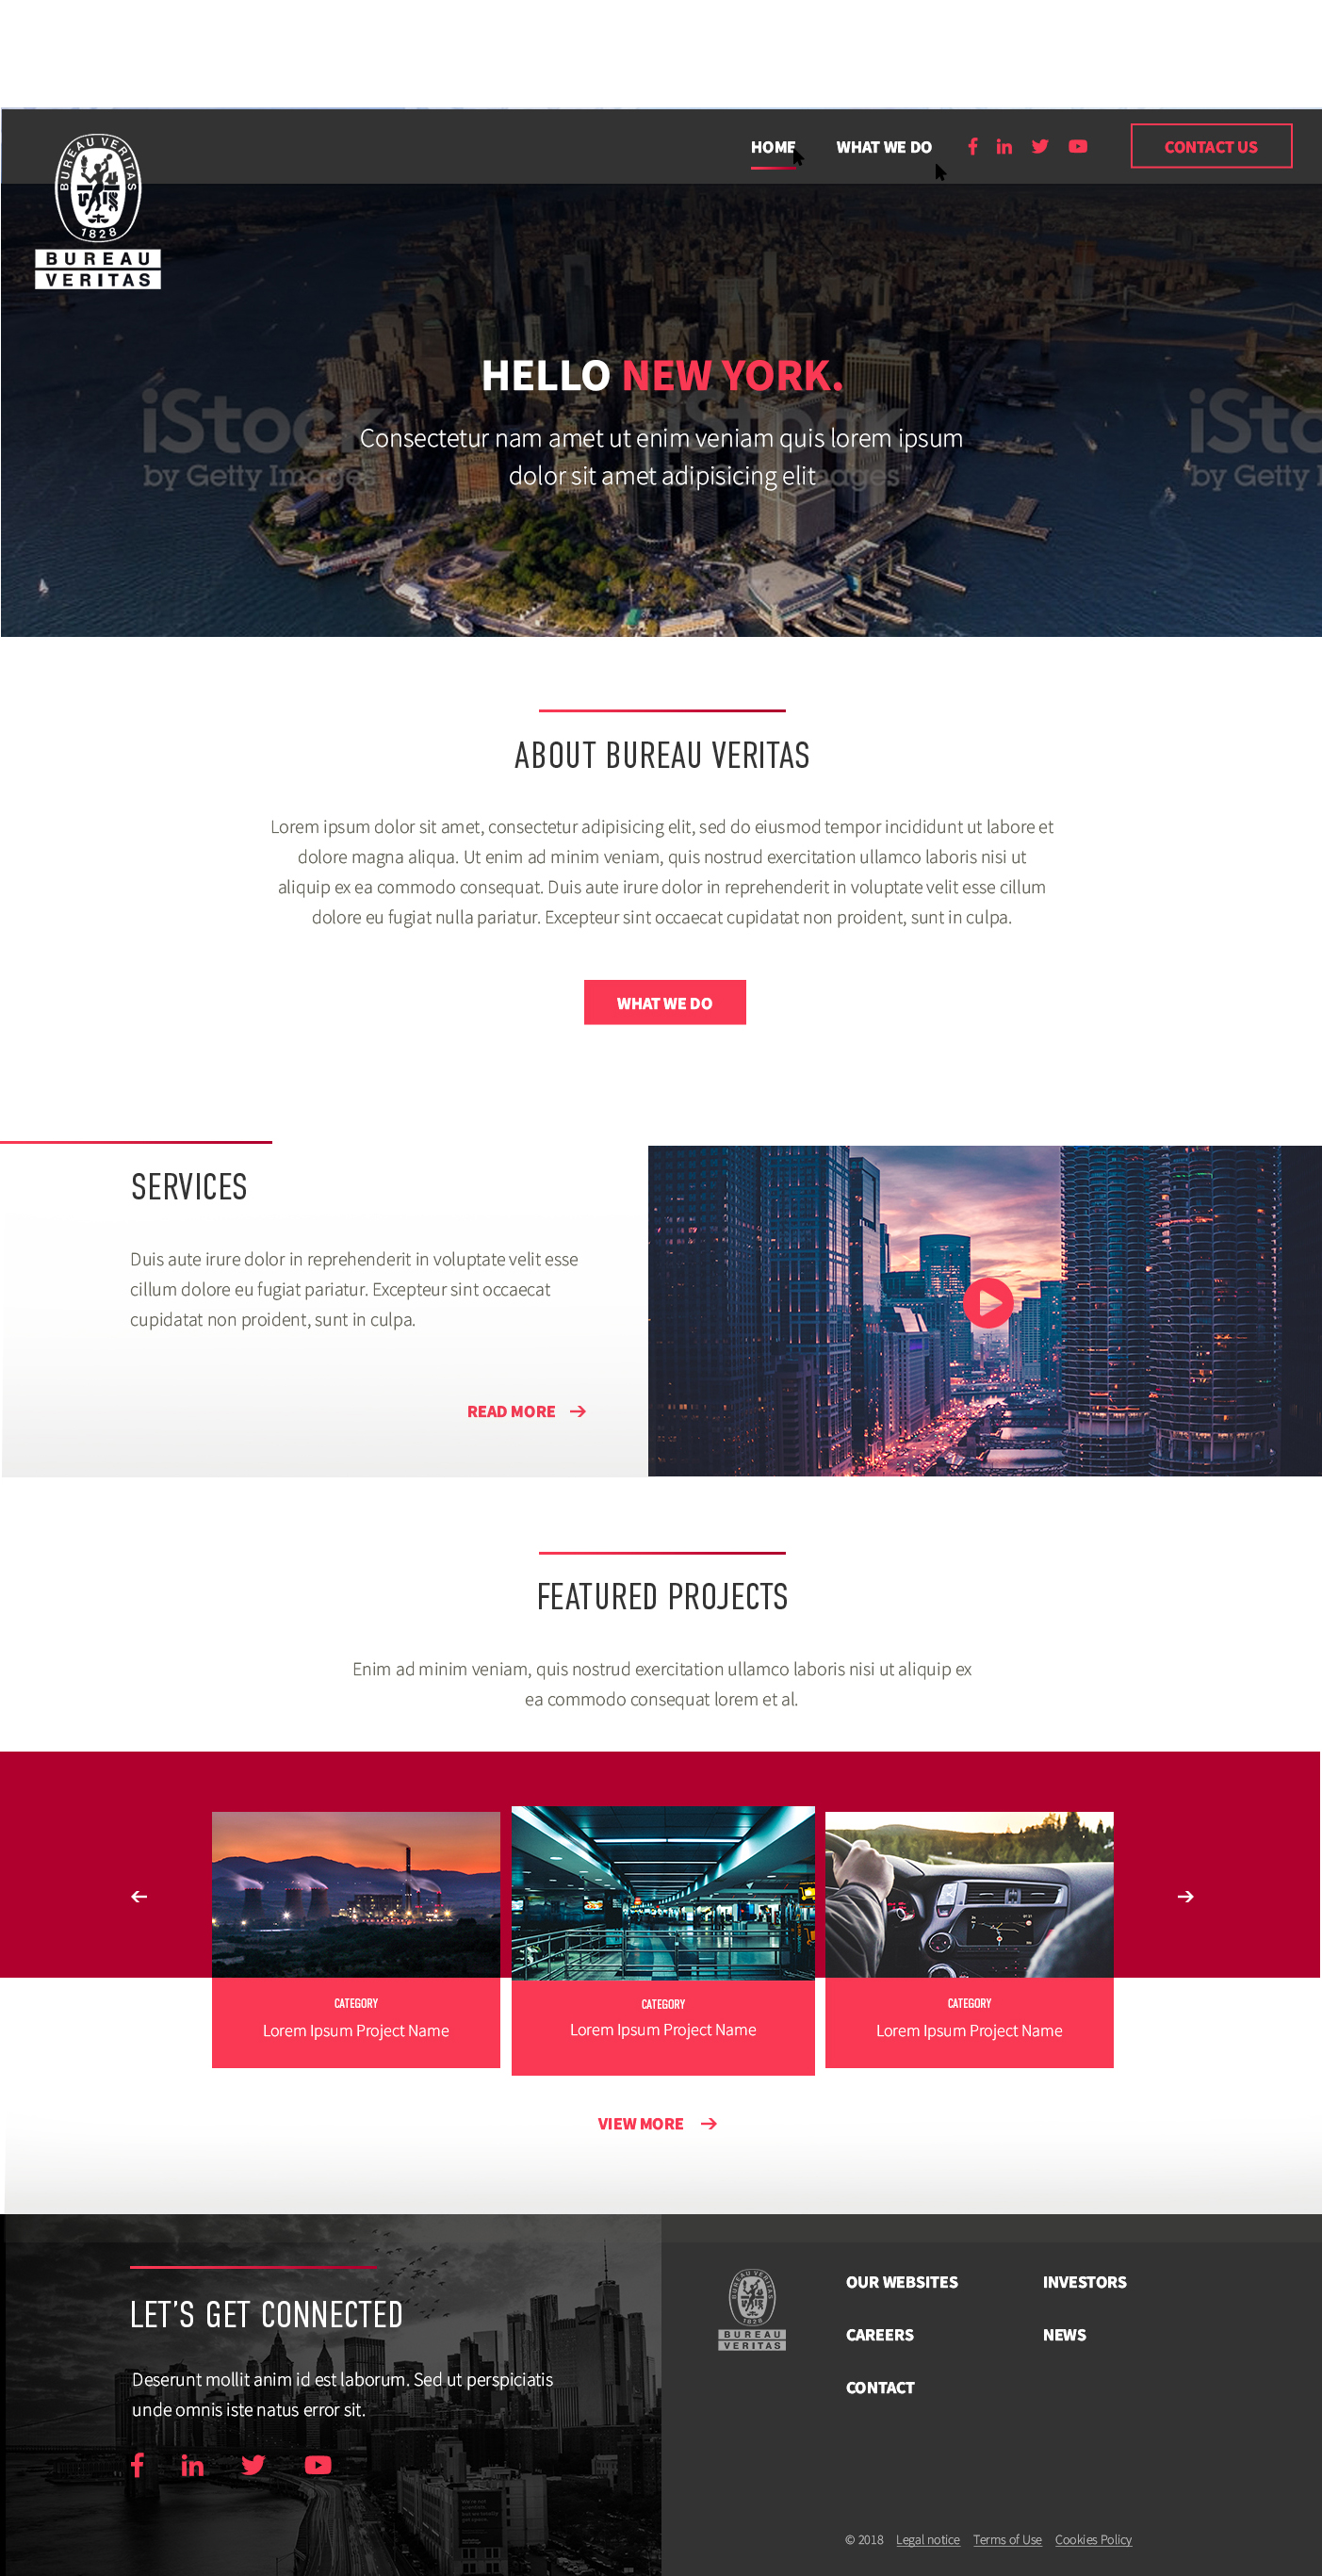 HOME
WHAT WE DO
CONTACT US
BUREAU VERITAS
1828
BUREAU
VERITAS
HELLO NEW YORK.
iStock
by Getty Images
iStock
by Getty Images
Consectetur nam amet ut enim veniam quis lorem ipsum
dolor sit amet adipisicing elit
ABOUT BUREAU VERITAS
Lorem ipsum dolor sit amet, consectetur adipisicing elit, sed do eiusmod tempor incididunt ut labore et
dolore magna aliqua. Ut enim ad minim veniam, quis nostrud exercitation ullamco laboris nisi ut
aliquip ex ea commodo consequat. Duis aute irure dolor in reprehenderit in voluptate velit esse cillum
dolore eu fugiat nulla pariatur. Excepteur sint occaecat cupidatat non proident, sunt in culpa.
WHAT WE DO
SERVICES
Duis aute irure dolor in reprehenderit in voluptate velit esse
cillum dolore eu fugiat pariatur. Excepteur sint occaecat
cupidatat non proident, sunt in culpa.
READ MORE
FEATURED PROJECTS
Enim ad minim veniam, quis nostrud exercitation ullamco laboris nisi ut aliquip ex
ea commodo consequat lorem et al.
CATEGORY
Lorem Ipsum Project Name
CATEGORY
Lorem Ipsum Project Name
CATEGORY
Lorem Ipsum Project Name
VIEW MORE
LET'S GET CONNECTED
Deserunt mollit anim id est laborum. Sed ut perspiciatis
unde omnis iste natus error sit.
BUREAU VERITAS
1828
BUREAU
VERITAS
OUR WEBSITES
INVESTORS
CAREERS
NEWS
CONTACT
© 2018 Legal notice Terms of Use Cookies Policy